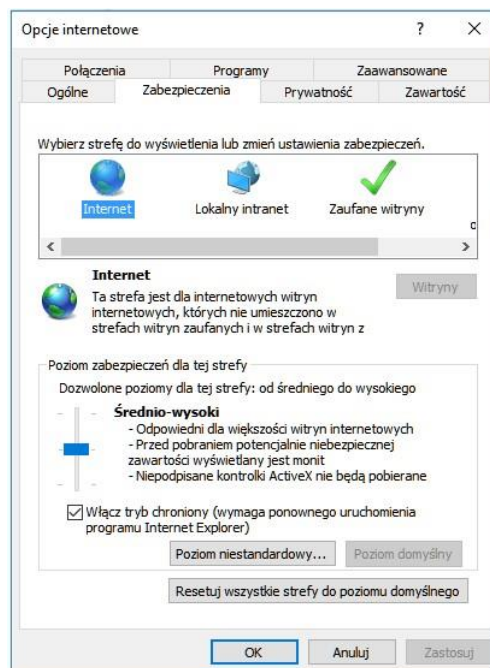 Opcje internetowe
?
Połączenia Programy Zaawansowane
Ogólne Zabezpieczenia Prywatność Zawartość
Wybierz strefę do wyświetlenia lub zmień ustawienia zabezpieczeń.
Internet Lokalny intranet Zaufane witryny
Internet
Witryny
Ta strefa jest dla internetowych witryn
internetowych, których nie umieszczono w
strefach witryn zaufanych i w strefach witryn z
Poziom zabezpieczeń dla tej strefy
Dozwolone poziomy dla tej strefy: od średniego do wysokiego
Średnio-wysoki
- Odpowiedni dla większości witryn internetowych
- Przed pobraniem potencjalnie niebezpiecznej
zawartości wyświetlany jest monit
- Niepodpisane kontrolki ActiveX nie będą pobierane
Włącz tryb chroniony (wymaga ponownego uruchomienia
programu Internet Explorer)
Poziom niestandardowy... Poziom domyślny
Resetuj wszystkie strefy do poziomu domyślnego
OK Anuluj Zastosuj